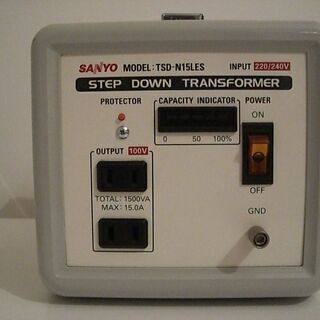 SANYO MODEL: TSD-N15LES INPUT 220/240V
STEP DOWN TRANSFORMER
PROTECTOR CAPACITY INDICATOR POWER
ON
0 50 100%
OUTPUT 100V
TOTAL: 1500VA
MAX: 15.0A
OFF
GND